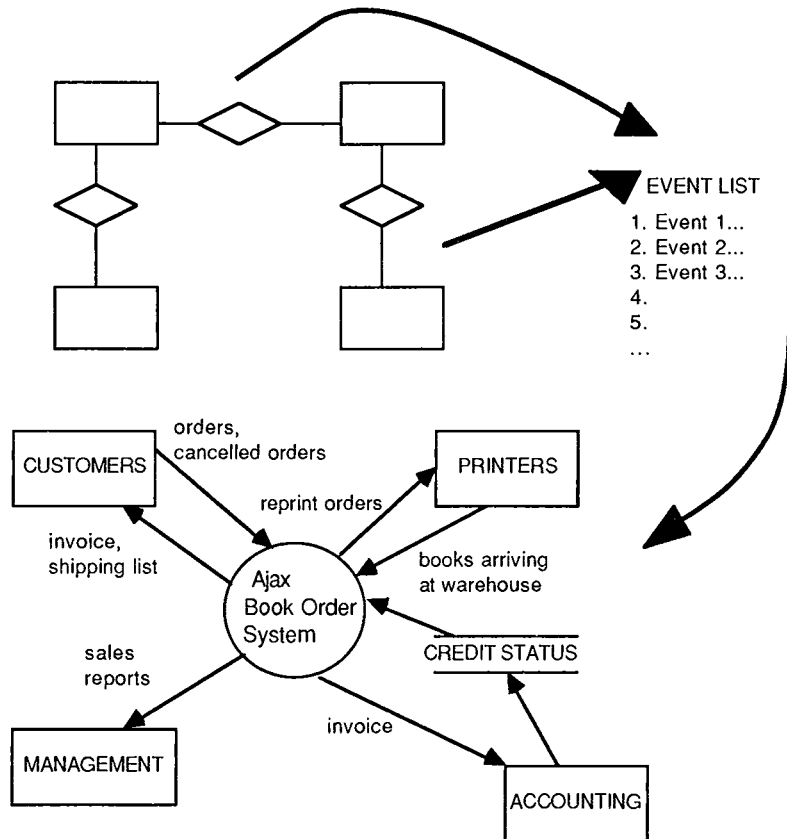 EVENT LIST
1. Event 1...
2. Event 2...
3. Event 3...
4.
5.
...
orders,
cancelled orders
CUSTOMERS
PRINTERS
reprint orders
invoice,
shipping list
books arriving
at warehouse
Ajax
Book Order
System
CREDIT STATUS
sales
reports
invoice
MANAGEMENT
ACCOUNTING